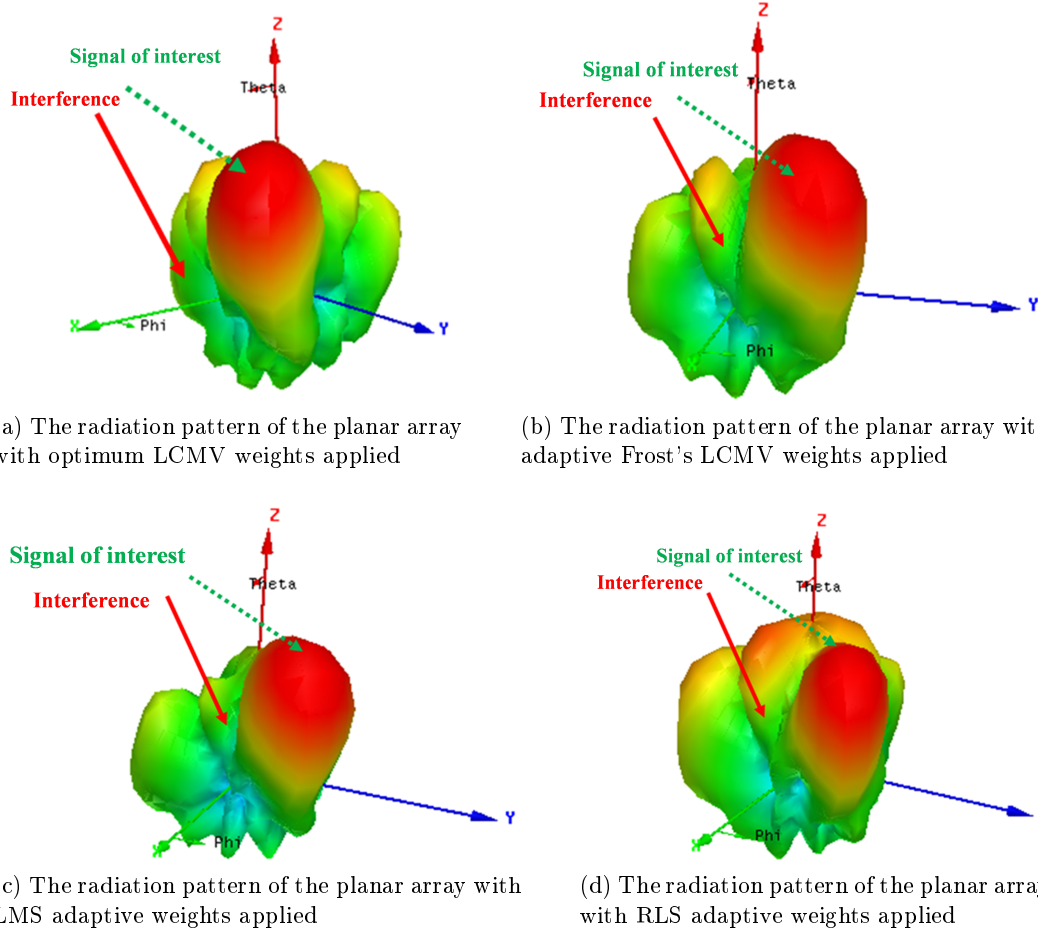 Z
Signal of interest
Theta
Interference
X
Phi
Y
a) The radiation pattern of the planar array
with optimum LCMV weights applied
Z
Signal of interest
Theta
Interference
Y
X
Phi
(b) The radiation pattern of the planar array wit
adaptive Frost's LCMV weights applied
Z
Signal of interest
Theta
Interference
Y
X
Phi
c) The radiation pattern of the planar array with
LMS adaptive weights applied
Z
Signal of interest
Interference
Theta
X
Phi
(d) The radiation pattern of the planar array
with RLS adaptive weights applied